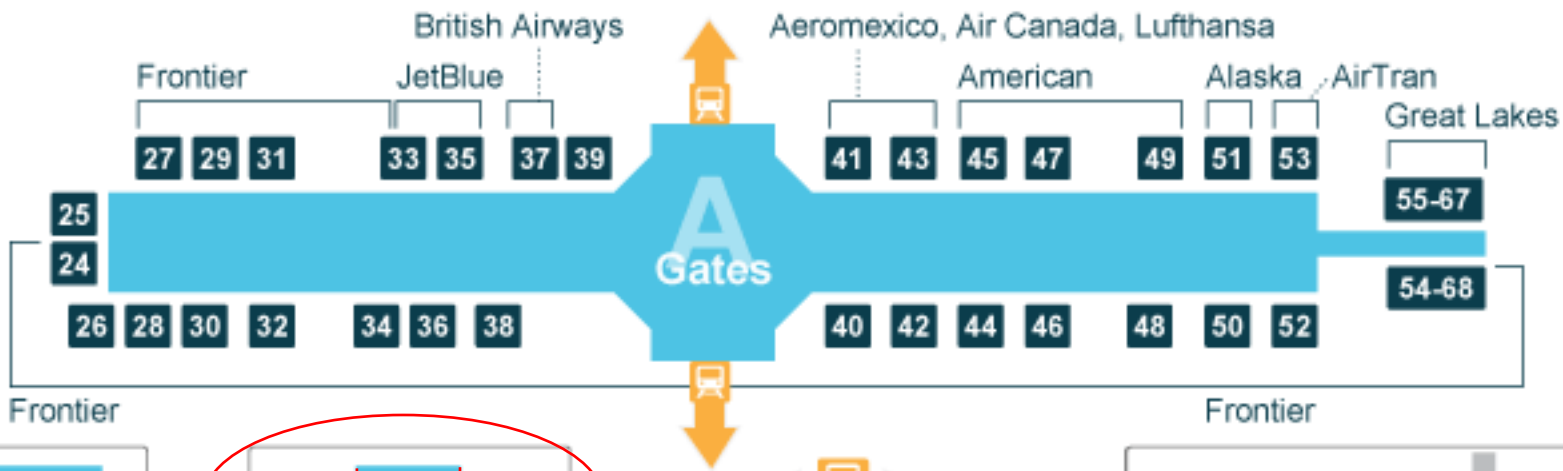 British Airways
Aeromexico, Air Canada, Lufthansa
Frontier
JetBlue
American
Alaska
AirTran
Great Lakes
27 29 31 33 35 37 39 41 43 45 47 49 51 53
55-67
25
A
24
Gates
54-68
26 28 30 32 34 36 38 40 42 44 46 48 50 52
Frontier
Frontier